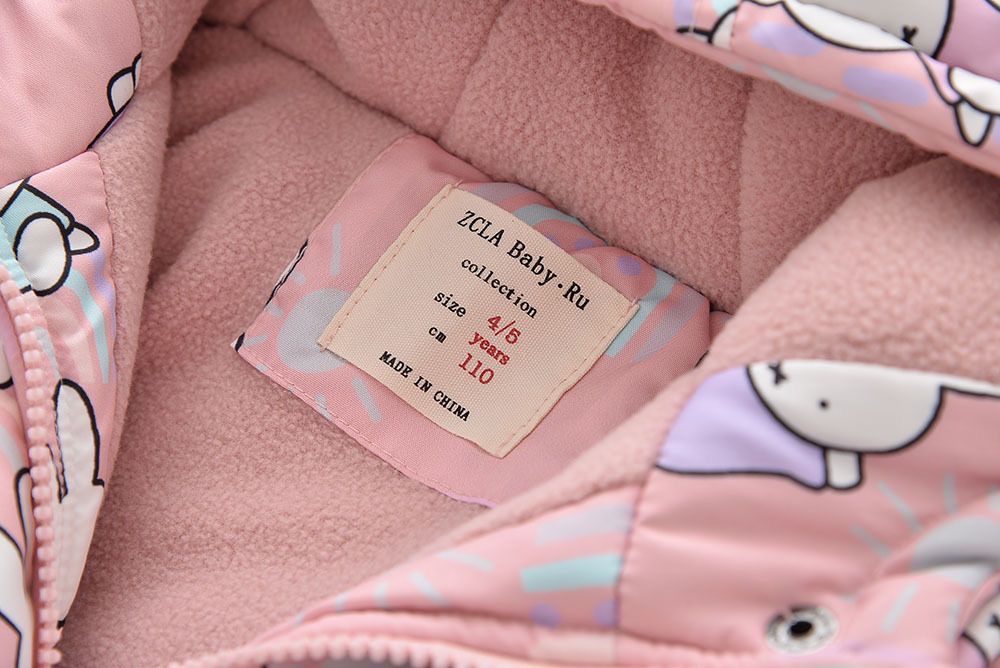 ZCLA Baby·Ru
collection
size 4/5
years
cm 110
MADE IN CHINA